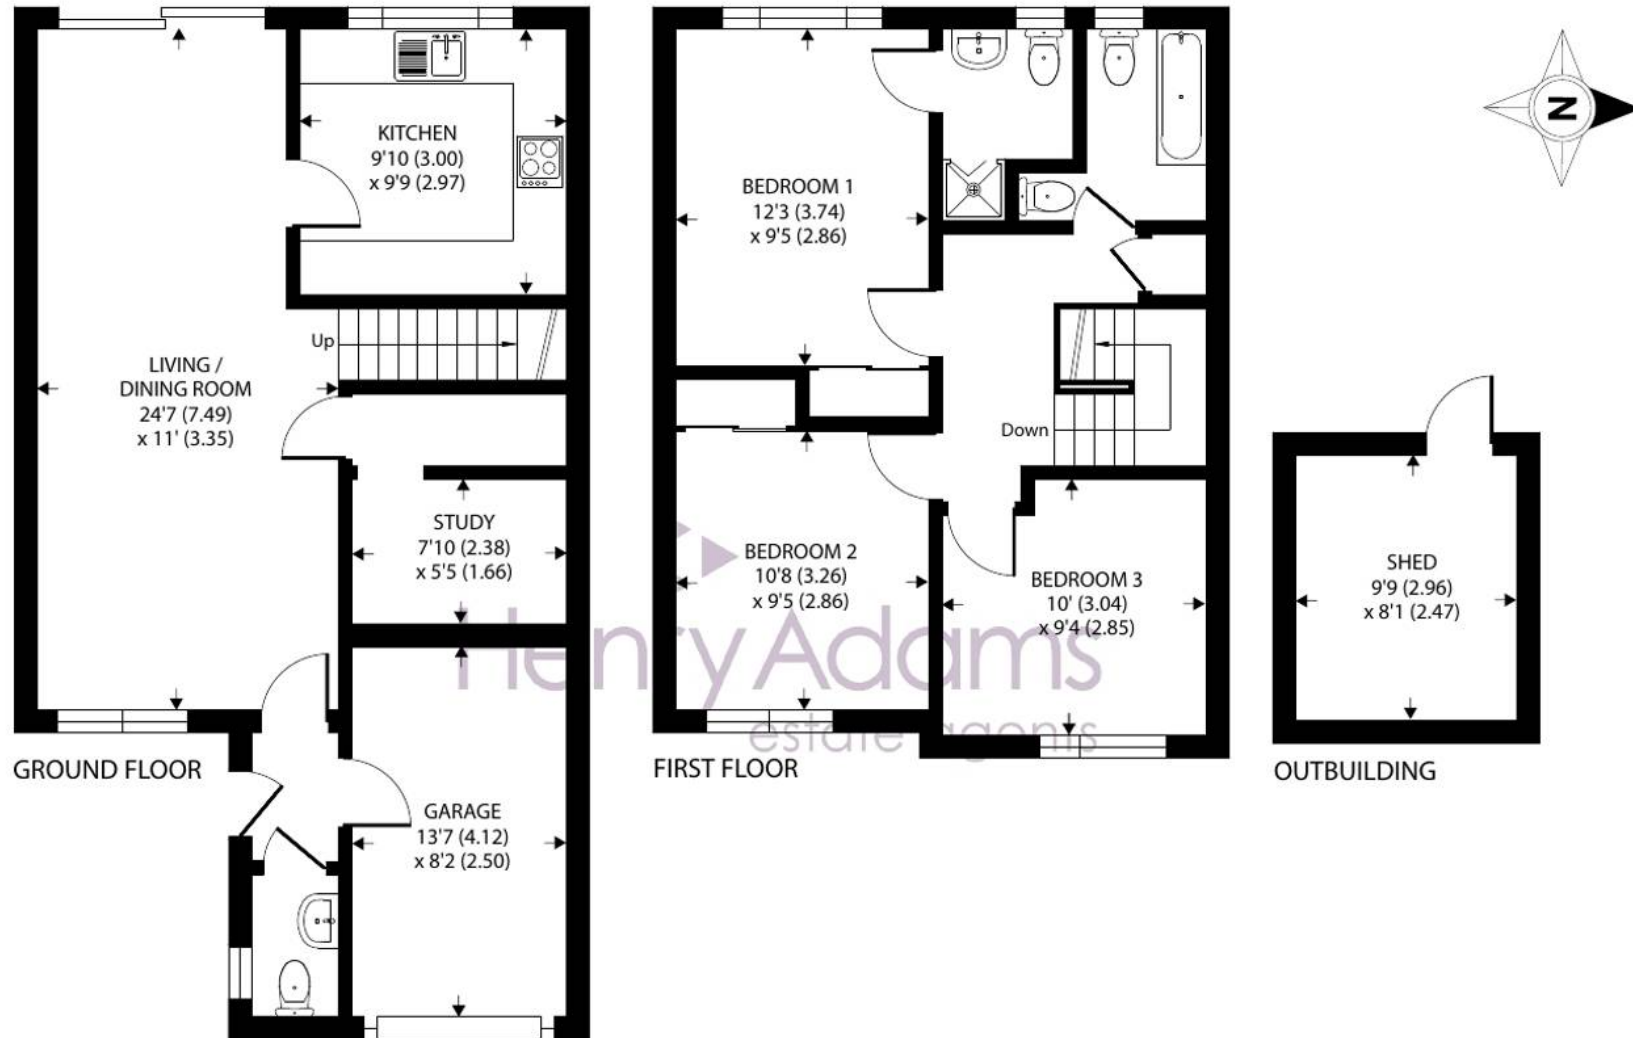 KITCHEN
9'10 (3.00)
x 9'9 (2.97)
Up
LIVING /
DINING ROOM
24'7 (7.49)
x 11' (3.35)
STUDY
7'10 (2.38)
x 5'5 (1.66)
GARAGE
13'7 (4.12)
x 8'2 (2.50)
GROUND FLOOR
BEDROOM 1
12'3 (3.74)
x 9'5 (2.86)
Down
BEDROOM 2
10'8 (3.26)
x 9'5 (2.86)
BEDROOM 3
10' (3.04)
x 9'4 (2.85)
FIRST FLOOR
N
SHED
9'9 (2.96)
x 8'1 (2.47)
OUTBUILDING
Henry Adams
estate agents